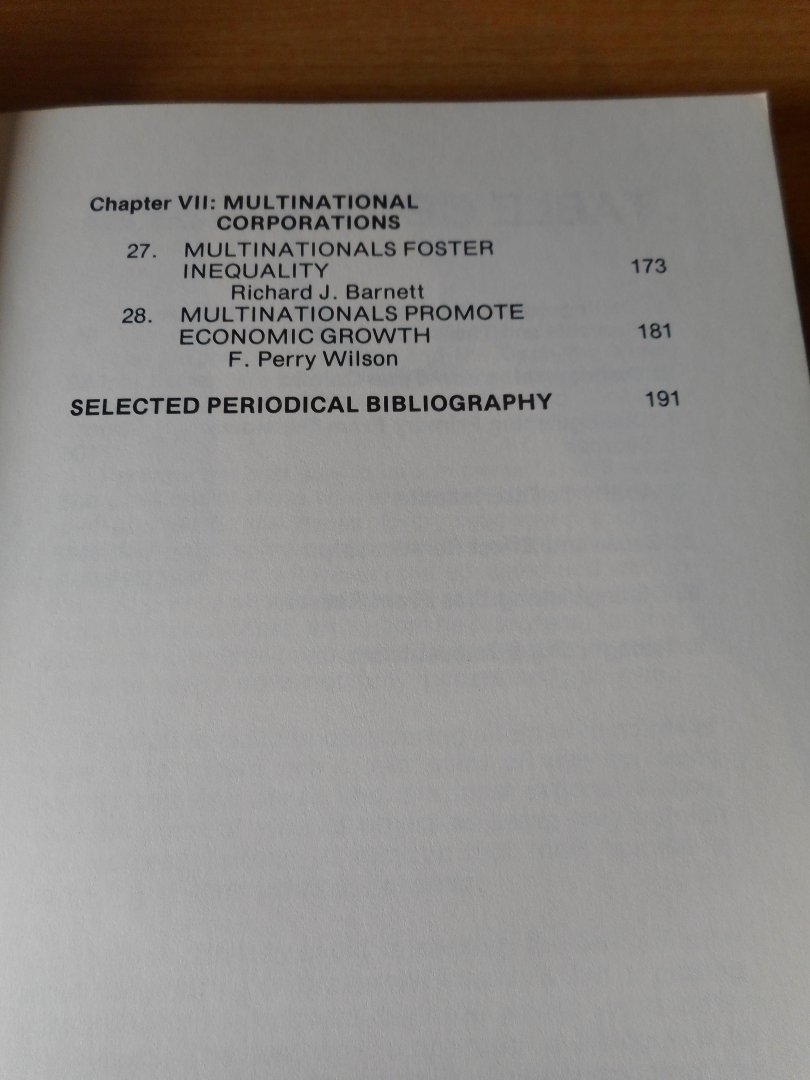 Chapter VII: MULTINATIONAL
CORPORATIONS
27. MULTINATIONALS FOSTER
INEQUALITY 173
Richard J. Barnett
28. MULTINATIONALS PROMOTE
ECONOMIC GROWTH 181
F. Perry Wilson
SELECTED PERIODICAL BIBLIOGRAPHY 191